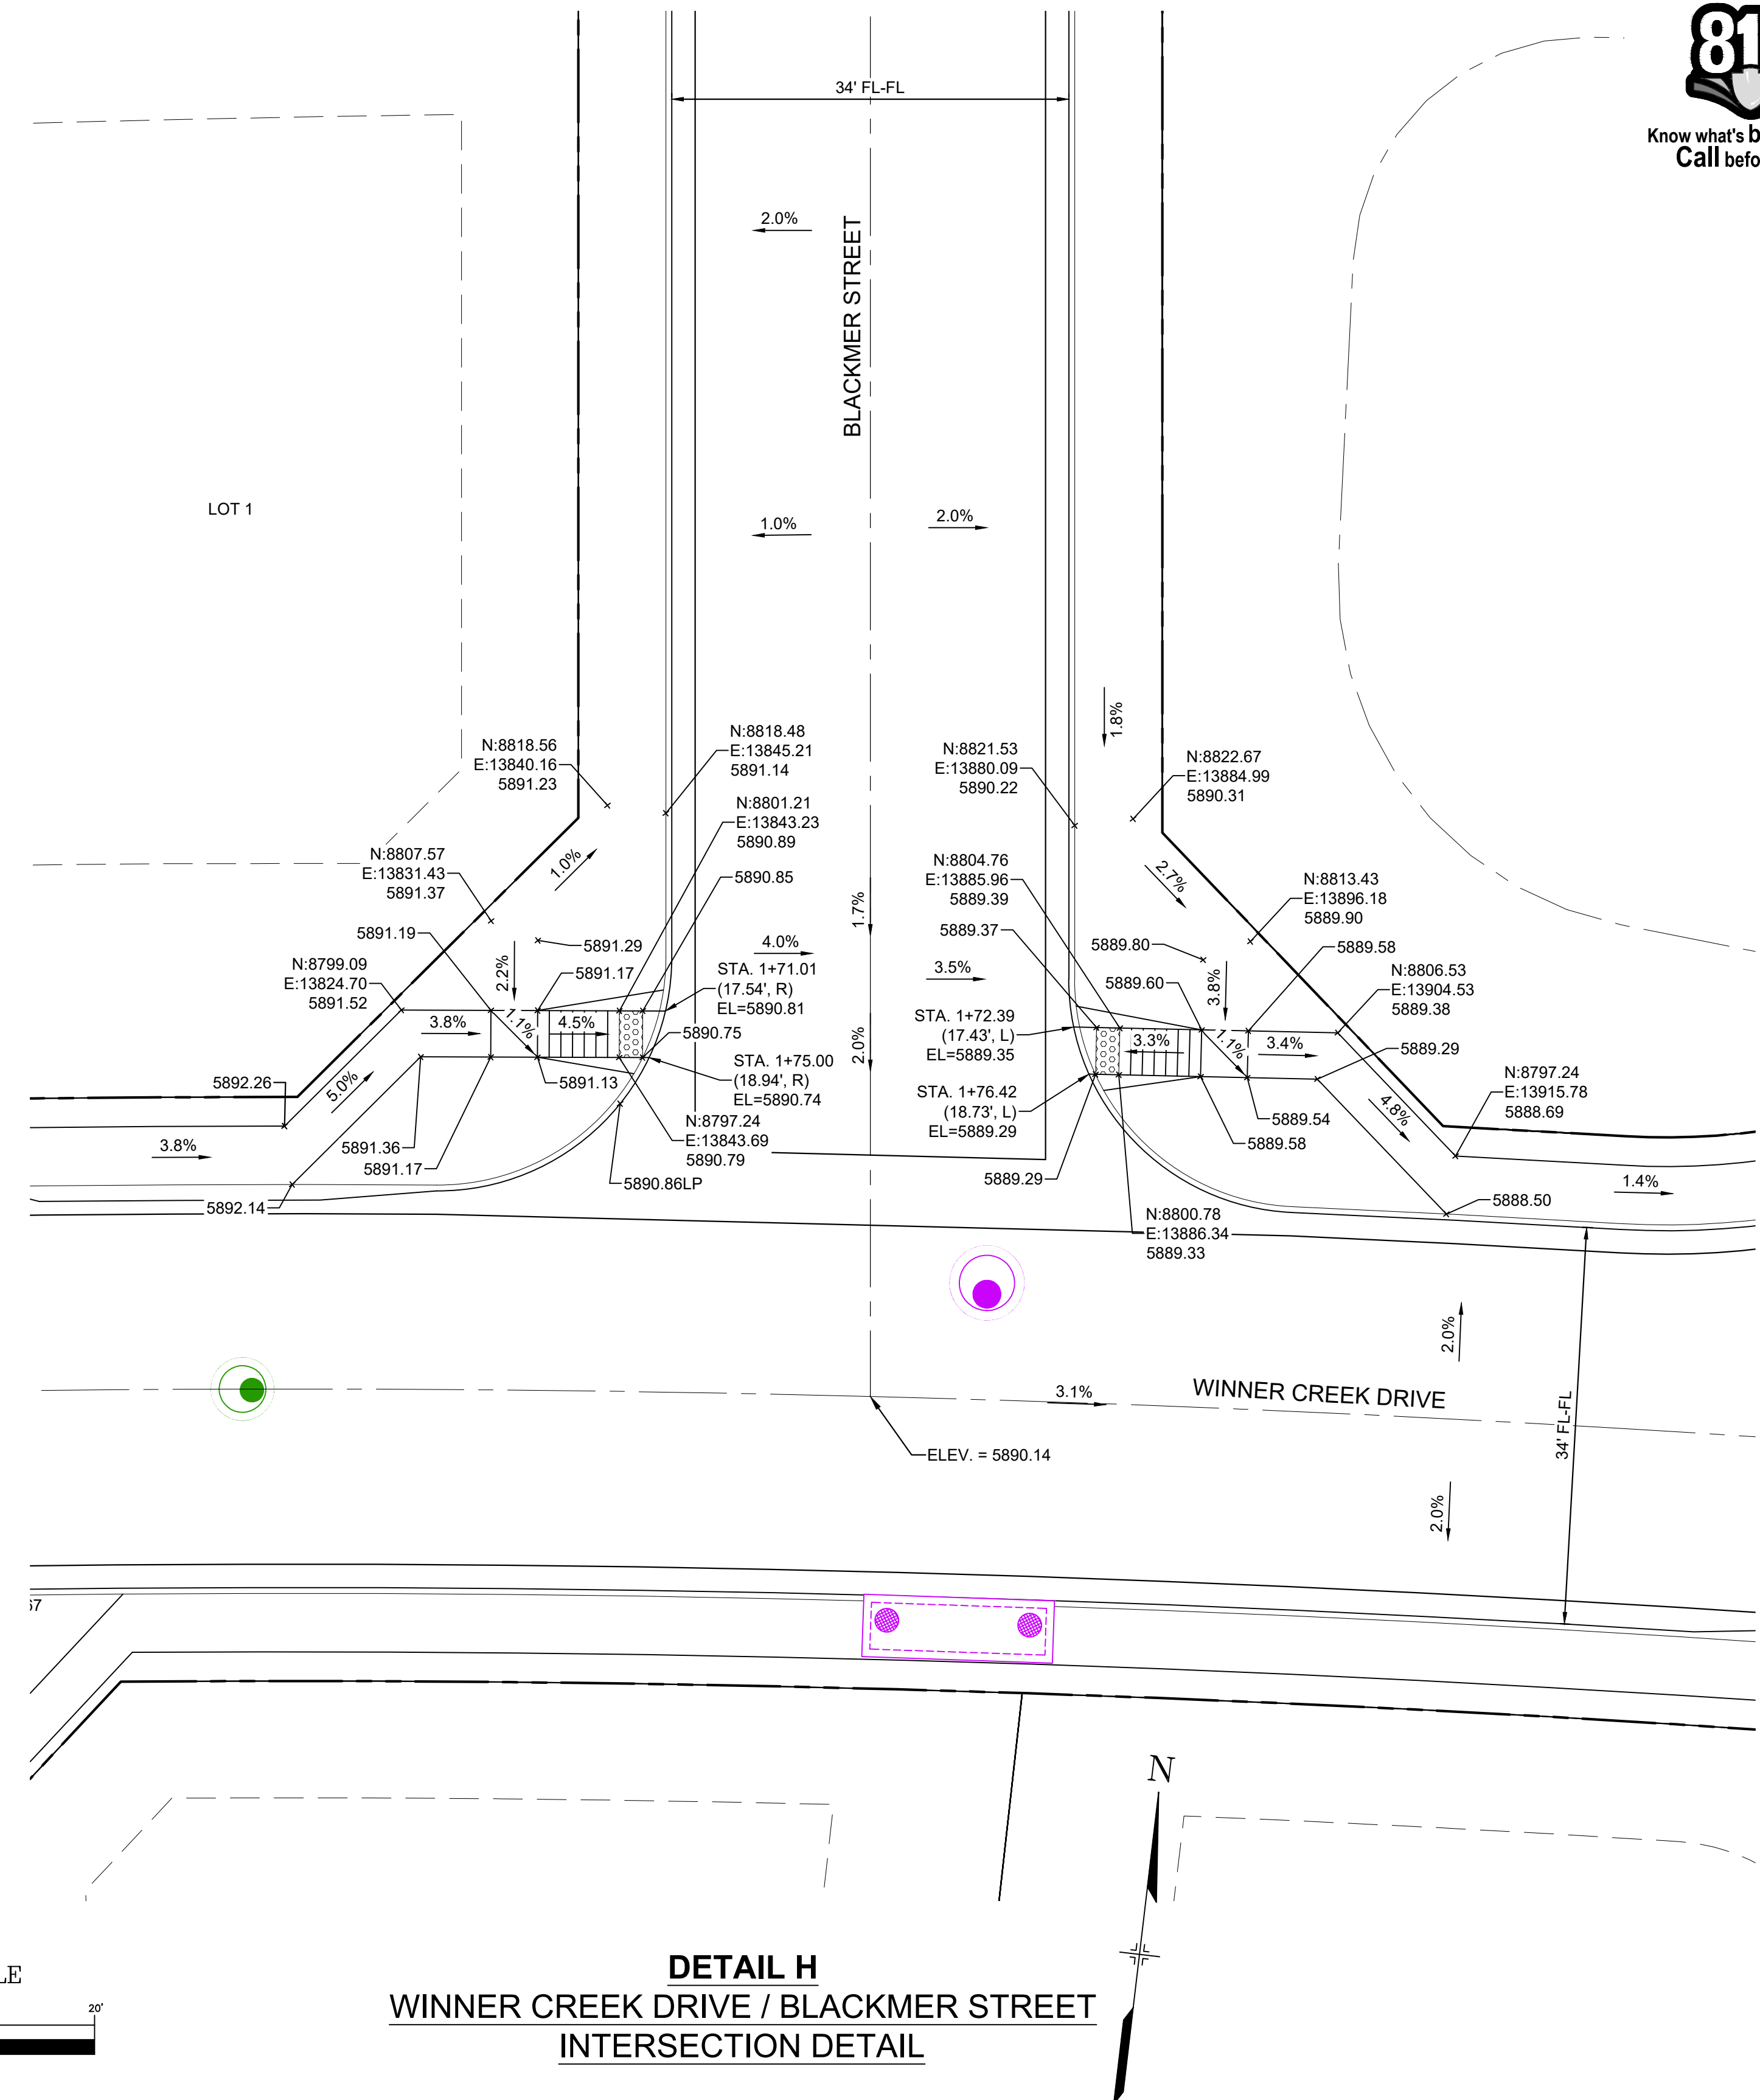 81
Know what's b
Call befo
34' FL-FL
2.0%
BLACKMER STREET
LOT 1
1.0%
2.0%
1.8%
N:8818.56
E:13840.16
5891.23
N:8818.48
E:13845.21
5891.14
N:8821.53
E:13880.09
5890.22
N:8822.67
E:13884.99
5890.31
N:8801.21
E:13843.23
5890.89
N:8807.57
E:13831.43
5891.37
1.0%
5890.85
N:8804.76
E:13885.96
5889.39
2.7%
N:8813.43
E:13896.18
5889.90
1.7%
5891.19
5891.29
4.0%
5889.37
5889.80
5889.58
N:8799.09
E:13824.70
5891.52
2.2%
5891.17
STA. 1+71.01
(17.54', R)
EL=5890.81
3.5%
5889.60
3.8%
N:8806.53
E:13904.53
5889.38
3.8%
1.1%
4.5%
5890.75
2.0%
STA. 1+72.39
(17.43', L)
EL=5889.35
3.3%
1.1%
3.4%
5889.29
5892.26
5.0%
5891.13
STA. 1+75.00
(18.94', R)
EL=5890.74
STA. 1+76.42
(18.73', L)
EL=5889.29
N:8797.24
E:13915.78
5888.69
4.8%
3.8%
5891.36
5891.17
N:8797.24
E:13843.69
5890.79
5889.54
5889.58
5892.14
5890.86LP
5889.29
1.4%
5888.50
N:8800.78
E:13886.34
5889.33
2.0%
3.1%
WINNER CREEK DRIVE
34' FL-FL
ELEV. = 5890.14
2.0%
67
N
LE
20'
DETAIL H
WINNER CREEK DRIVE / BLACKMER STREET
INTERSECTION DETAIL